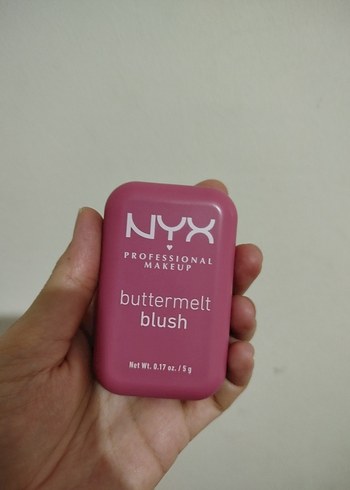 NYX
PROFESSIONAL
MAKEUP
buttermelt
blush
Net Wt. 0.17 oz. / 5 g